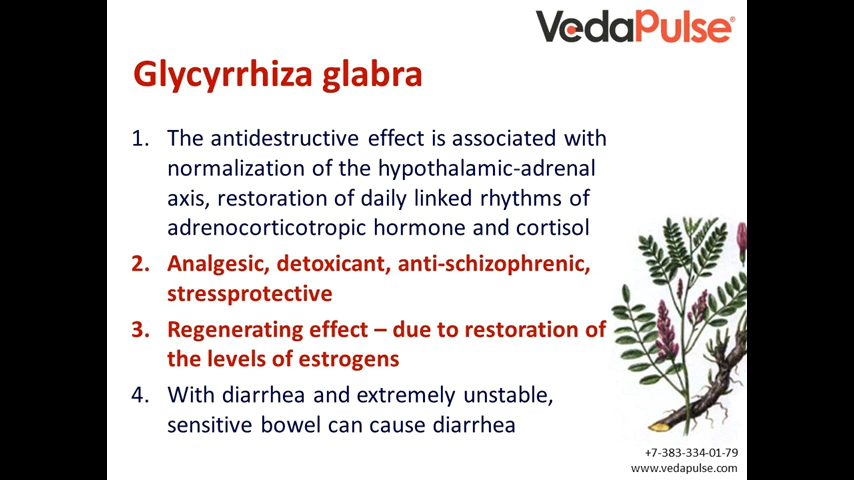 VedaPulse®
Glycyrrhiza glabra
1. The antidestructive effect is associated with
normalization of the hypothalamic-adrenal
axis, restoration of daily linked rhythms of
adrenocorticotropic hormone and cortisol
2. Analgesic, detoxicant, anti-schizophrenic,
stressprotective
3. Regenerating effect – due to restoration of
the levels of estrogens
4. With diarrhea and extremely unstable,
sensitive bowel can cause diarrhea
+7-383-334-01-79
www.vedapulse.com